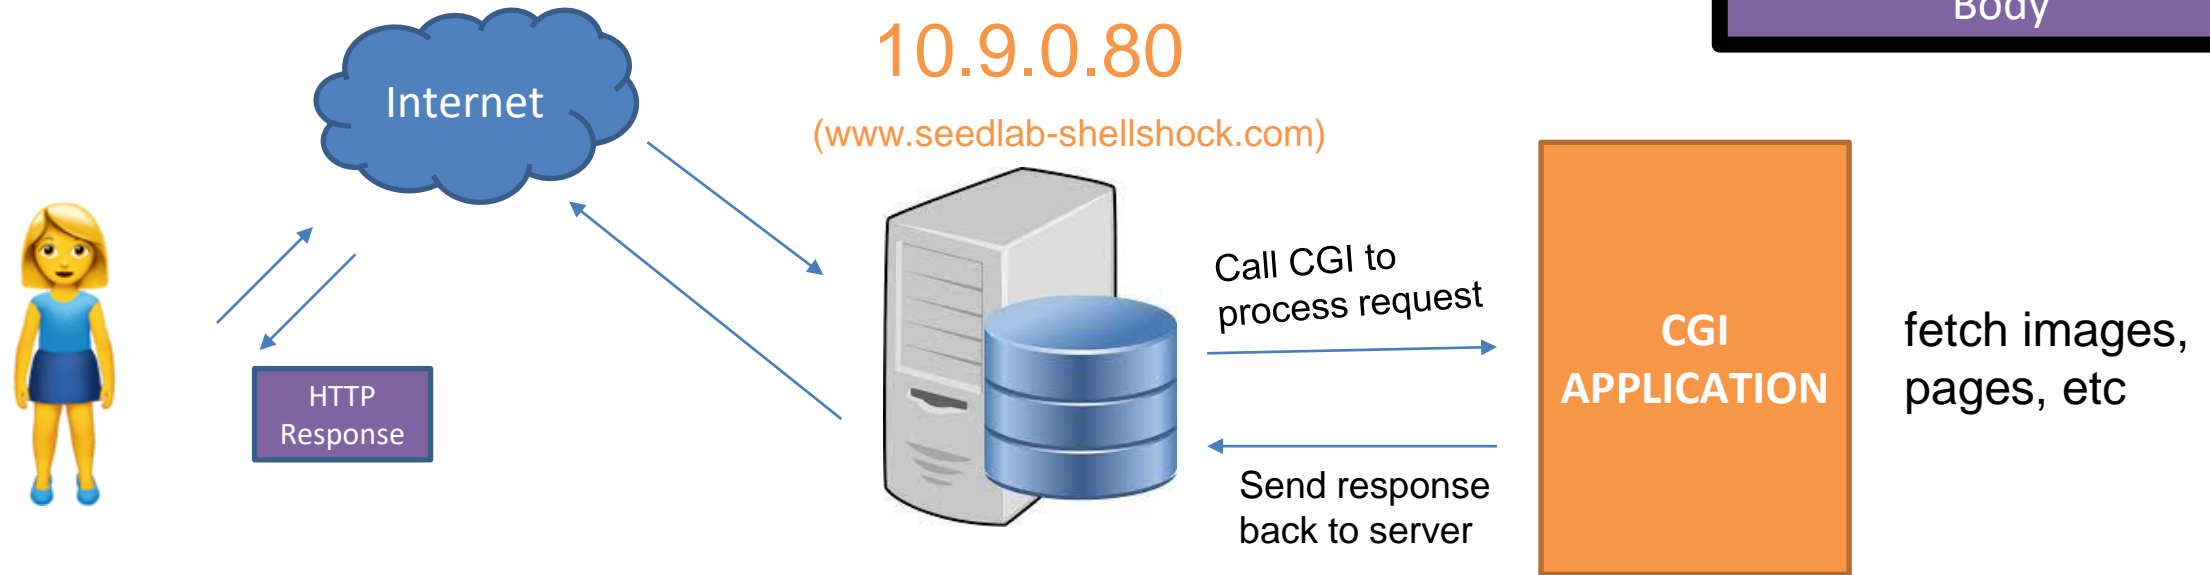 Body
10.9.0.80
(www.seedlab-shellshock.com)
Internet
Call CGI to
process request
CGI
APPLICATION
fetch images,
pages, etc
HTTP
Response
Send response
back to server